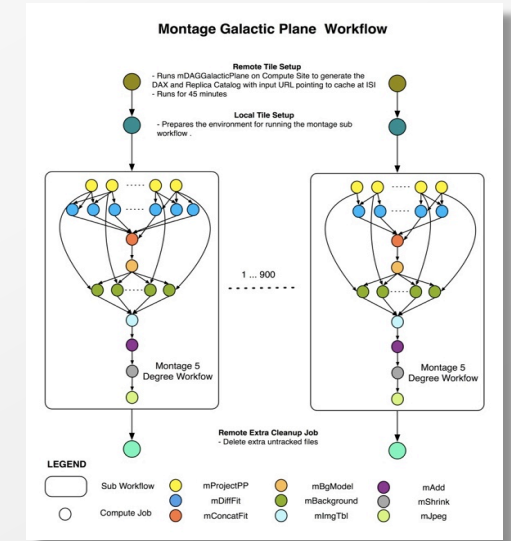 Montage Galactic Plane Workflow
Remote Tile Setup
- Runs mDAGGalacticPlane on Compute Site to generate the
DAX and Replica Catalog with input URL pointing to cache at ISI
- Runs for 45 minutes
Local Tile Setup
- Prepares the environment for running the montage sub
workflow .
1 ... 900
Montage 5
Degree Workfow
Montage 5
Degree Workfow
Remote Extra Cleanup Job
- Delete extra untracked files
LEGEND
Sub Workflow
mProjectPP
mBgModel
mAdd
mDiffFit
mBackground
mShrink
Compute Job
mConcatFit
mImgTbl
mJpeg